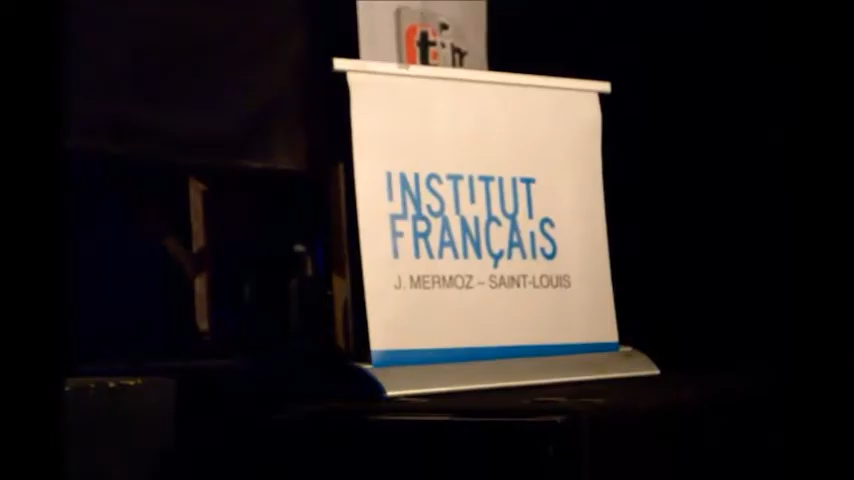 INSTITUT
FRANÇAIS
J. MERMOZ – SAINT-LOUIS